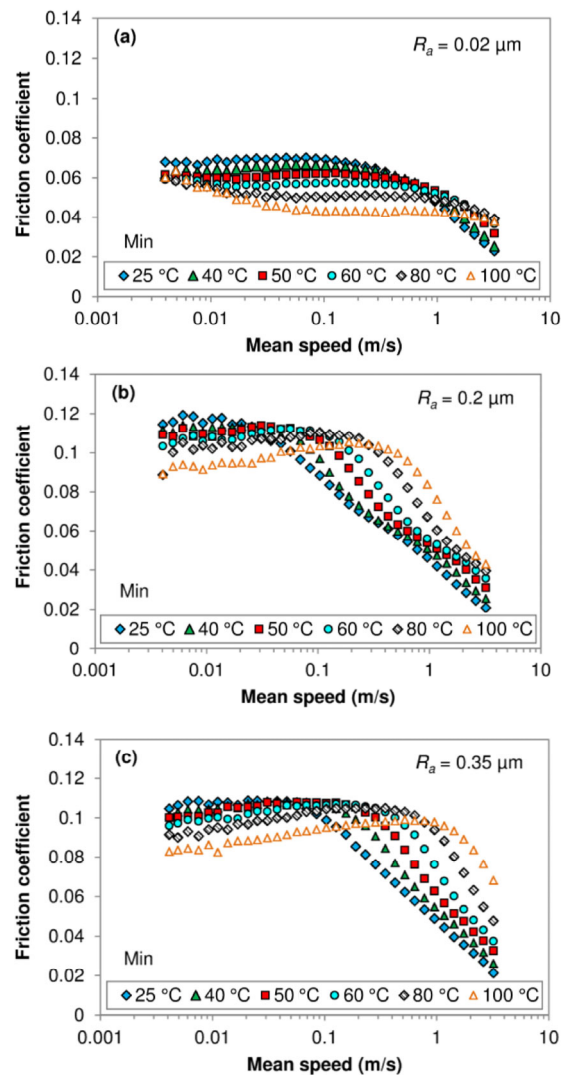 0.14
(a)
Rₐ = 0.02 µm
0.12
0.1
0.08
0.06
0.04
0.02
0
Friction coefficient
Min
25 °C 40 °C 50 °C 60 °C 80 °C 100 °C
0.001 0.01 0.1 1 10
Mean speed (m/s)
0.14
(b)
Rₐ = 0.2 µm
0.12
0.1
0.08
0.06
0.04
0.02
0
Friction coefficient
Min
25 °C 40 °C 50 °C 60 °C 80 °C 100 °C
0.001 0.01 0.1 1 10
Mean speed (m/s)
0.14
(c)
Rₐ = 0.35 µm
0.12
0.1
0.08
0.06
0.04
0.02
0
Friction coefficient
Min
25 °C 40 °C 50 °C 60 °C 80 °C 100 °C
0.001 0.01 0.1 1 10
Mean speed (m/s)